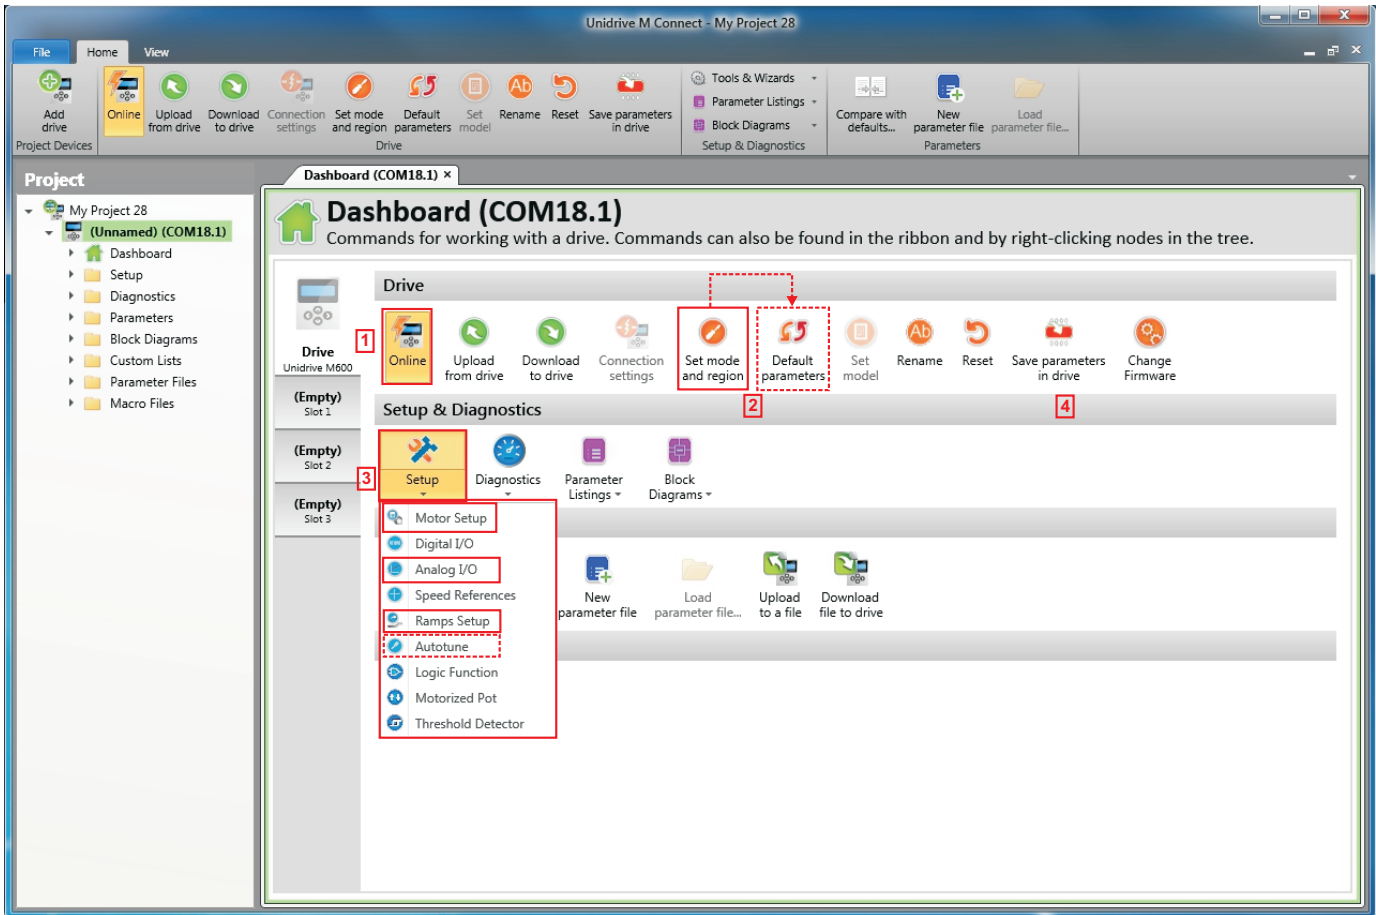 Unidrive M Connect - My Project 28
File Home View
Add drive
Online
Upload from drive
Download to drive
Connection settings
Set mode and region
Default parameters
Set model
Rename
Reset
Save parameters in drive
Tools & Wizards
Parameter Listings
Block Diagrams
Compare with defaults...
New parameter file
Load parameter file...
Project Devices
Drive
Setup & Diagnostics
Parameters
Project
My Project 28
(Unnamed) (COM18.1)
Dashboard
Setup
Diagnostics
Parameters
Block Diagrams
Custom Lists
Parameter Files
Macro Files
Dashboard (COM18.1) ×
Dashboard (COM18.1)
Commands for working with a drive. Commands can also be found in the ribbon and by right-clicking nodes in the tree.
Drive
Unidrive M600
(Empty)
Slot 1
(Empty)
Slot 2
(Empty)
Slot 3
Drive
1
Online
Upload
from drive
Download
to drive
Connection
settings
Set mode
and region
Default
parameters
Set
model
Rename
Reset
Save parameters
in drive
Change
Firmware
2
4
Setup & Diagnostics
3
Setup
Diagnostics
Parameter
Listings
Block
Diagrams
Motor Setup
Digital I/O
Analog I/O
Speed References
Ramps Setup
Autotune
Logic Function
Motorized Pot
Threshold Detector
New
parameter file
Load
parameter file...
Upload
to a file
Download
file to drive